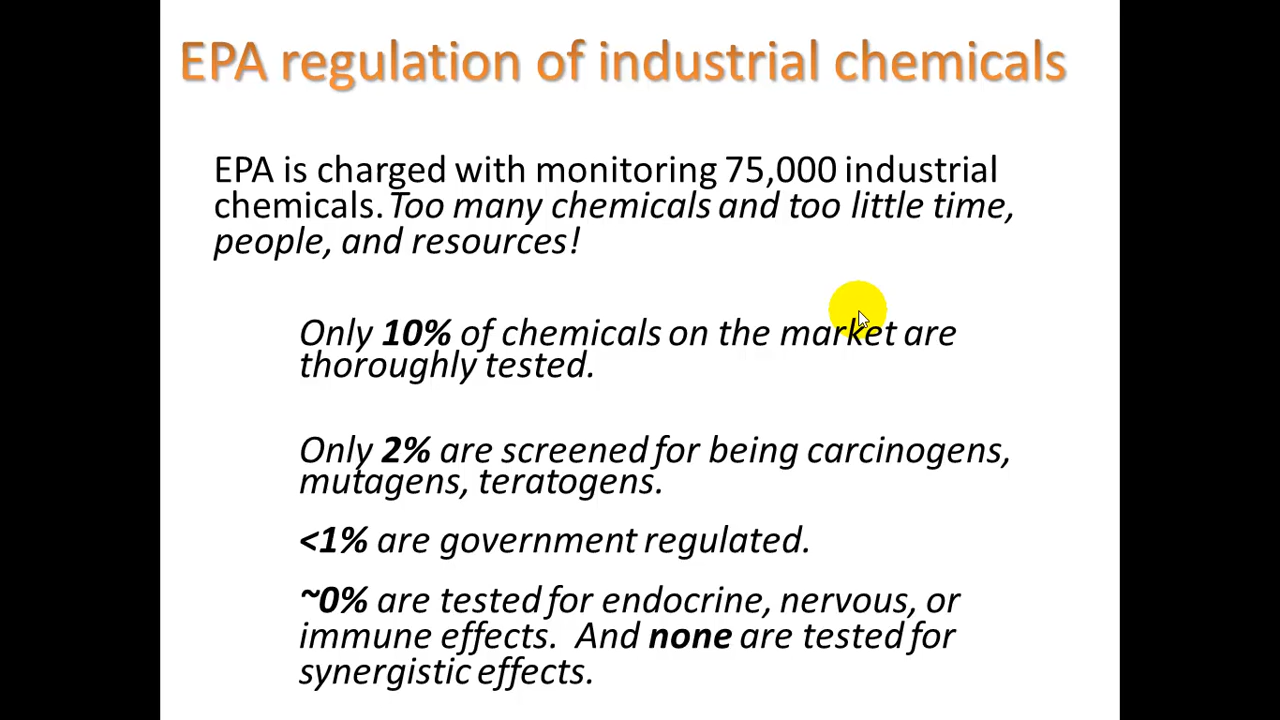 EPA regulation of industrial chemicals
EPA is charged with monitoring 75,000 industrial
chemicals. Too many chemicals and too little time,
people, and resources!
Only 10% of chemicals on the market are
thoroughly tested.
Only 2% are screened for being carcinogens,
mutagens, teratogens.
<1% are government regulated.
~0% are tested for endocrine, nervous, or
immune effects.  And none are tested for
synergistic effects.